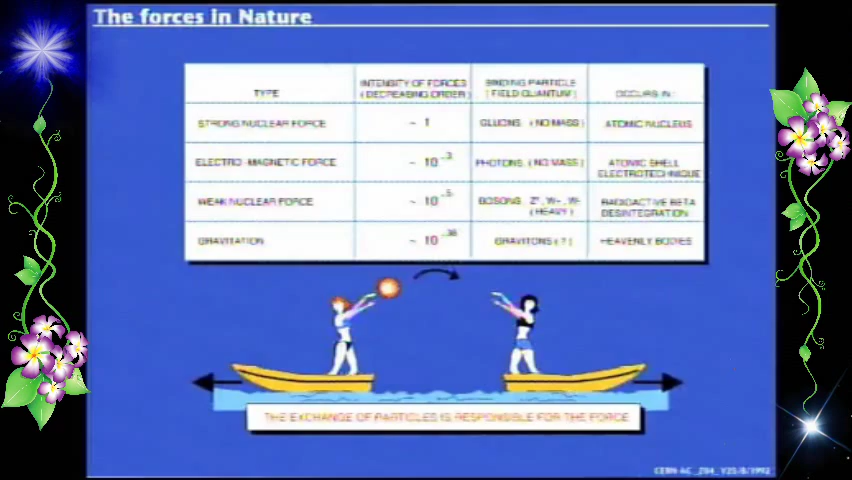 The forces in Nature
TYPE
INTENSITY OF FORCES
( DECREASING ORDER )
BINDING PARTICLE
( FIELD QUANTUM )
OCCURS IN :
STRONG NUCLEAR FORCE
~ 1
GLUONS ( NO MASS )
ATOMIC NUCLEUS
ELECTRO -MAGNETIC FORCE
~ 10 -3
PHOTONS ( NO MASS )
ATOMIC SHELL
ELECTROTECHNIQUE
WEAK NUCLEAR FORCE
~ 10 -5
BOSONS Z°, W+, W-
( HEAVY )
RADIOACTIVE BETA
DESINTEGRATION
GRAVITATION
~ 10 -38
GRAVITONS ( ? )
HEAVENLY BODIES
THE EXCHANGE OF PARTICLES IS RESPONSIBLE FOR THE FORCE
CERN AC